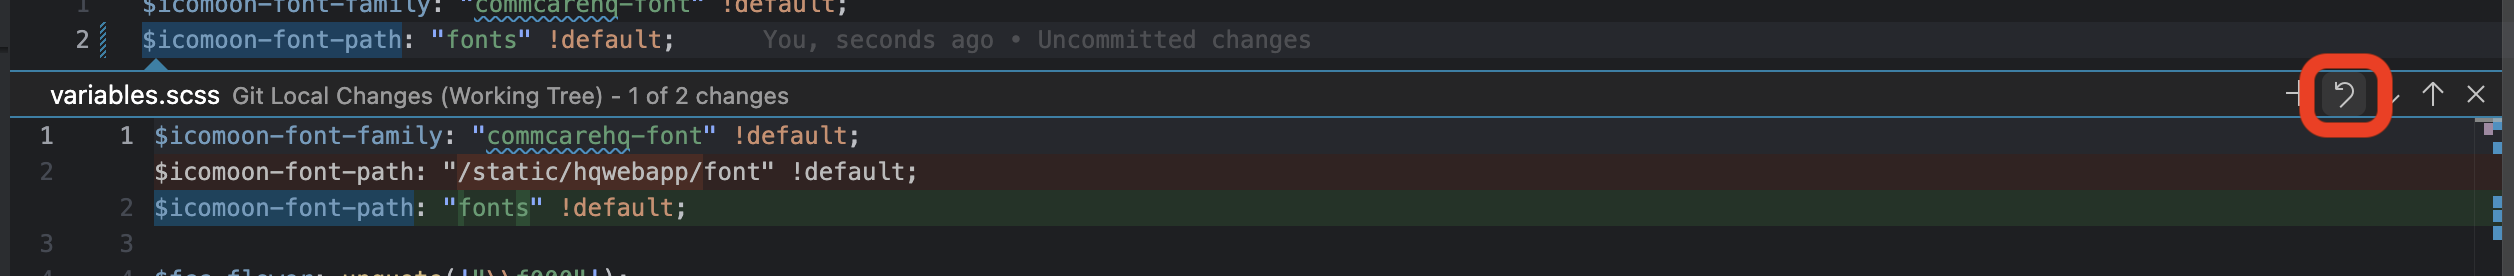 1 $icomoon-font-family: "commcarehq-font" !default;
2 $icomoon-font-path: "fonts" !default; You, seconds ago • Uncommitted changes
variables.scss Git Local Changes (Working Tree) - 1 of 2 changes
1 1 $icomoon-font-family: "commcarehq-font" !default;
2 $icomoon-font-path: "/static/hqwebapp/font" !default;
2 $icomoon-font-path: "fonts" !default;
3 3
4 4